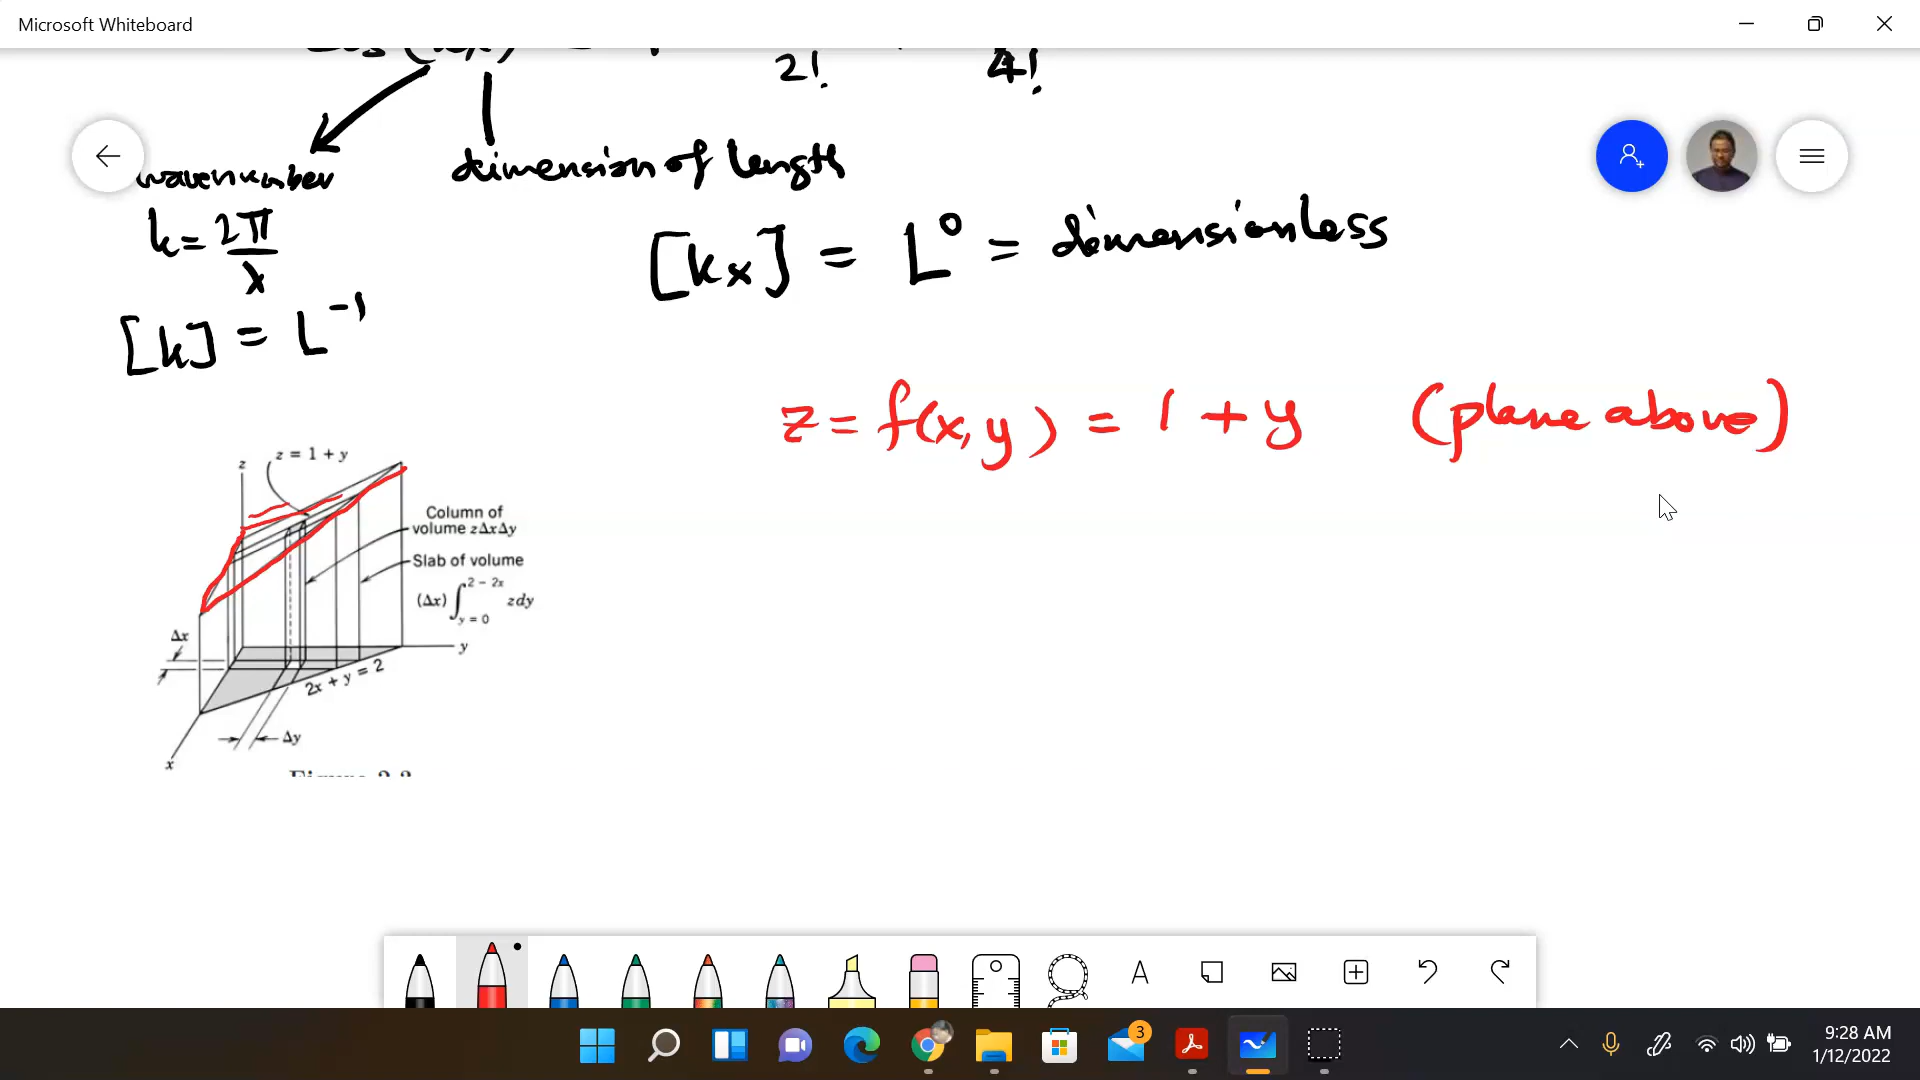 Microsoft Whiteboard
2!
4!
wavenumber
dimension of length
k = 2π
λ
[kx] = L⁰ = dimensionless
[k] = L⁻¹
z = f(x,y) = 1 + y (plane above)
z
z = 1 + y
Column of
volume zΔxΔy
Slab of volume
(Δx) ∫ 2 - 2x y = 0 z dy
Δx
y
2x + y = 2
Δy
x
A
3
9:28 AM
1/12/2022